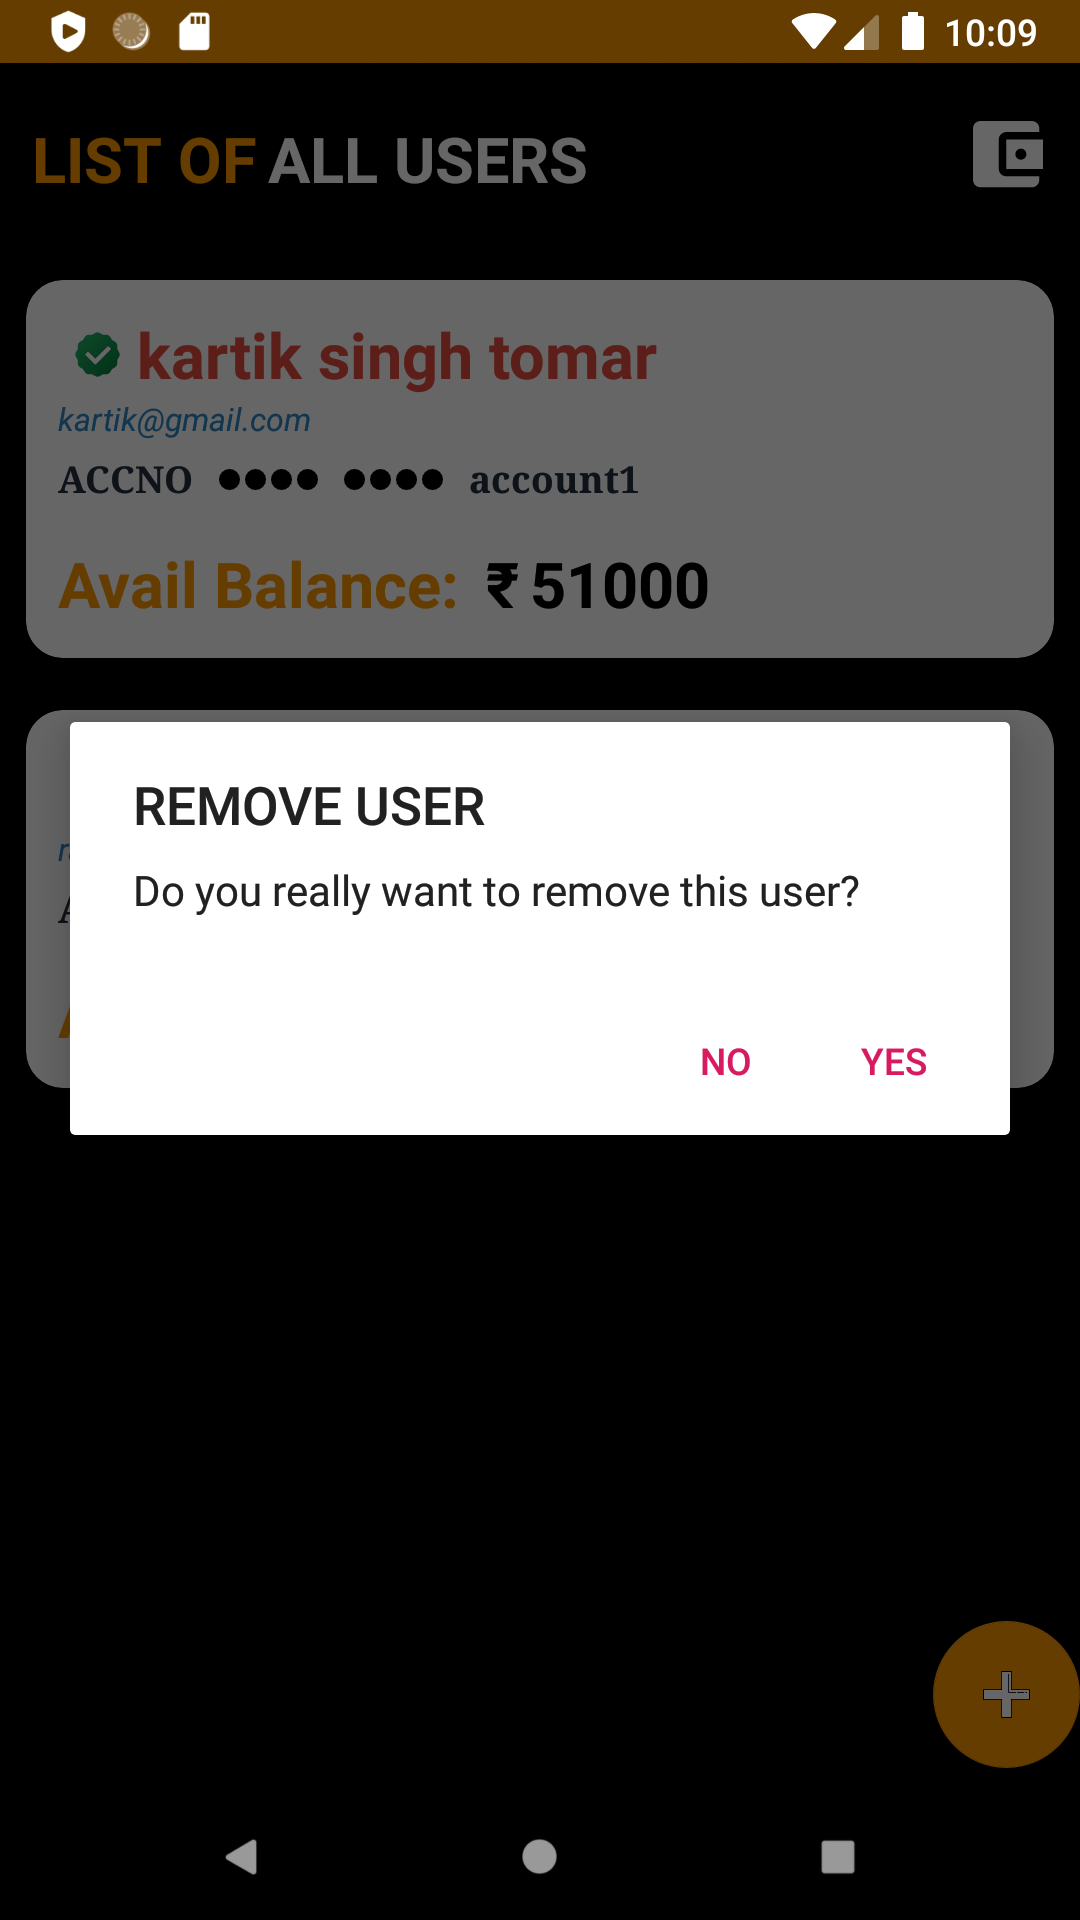 10:09
LIST OF ALL USERS
kartik singh tomar
kartik@gmail.com
ACCNO ●●●● ●●●● account1
Avail Balance: ₹ 51000
REMOVE USER
Do you really want to remove this user?
NO YES